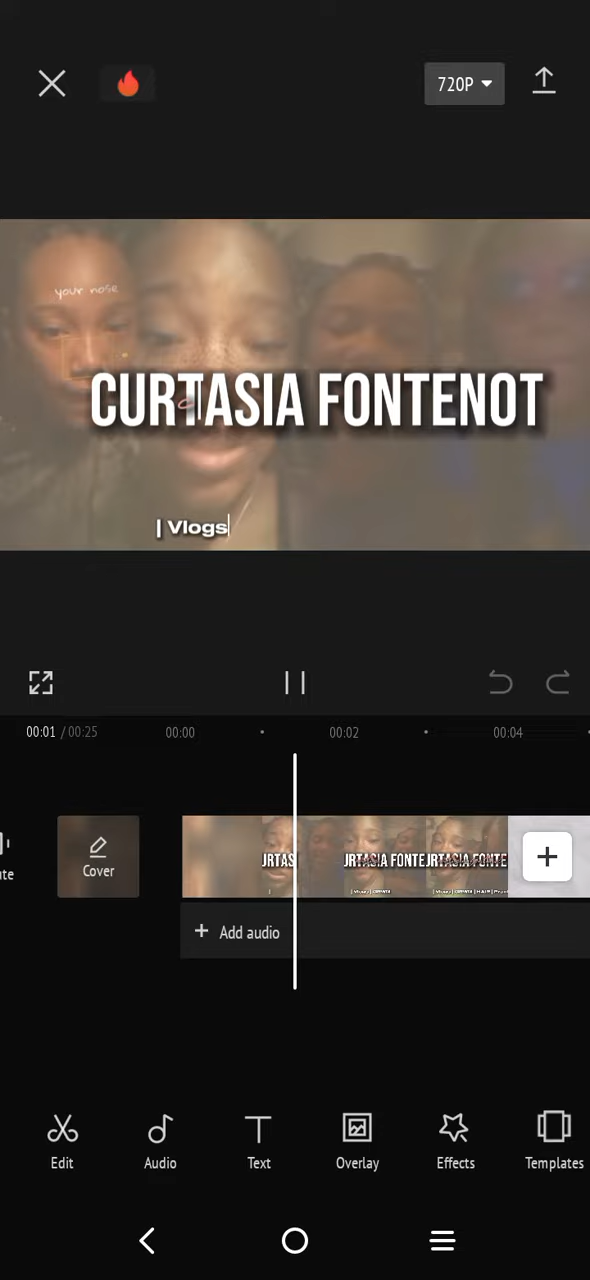 720P
your nose
CURTASIA FONTENOT
| Vlogs
00:01 / 00:25
00:00
00:02
00:04
Cover
JRTAS
JRTASIA FONTE
JRTASIA FONTE
+ Add audio
Edit
Audio
Text
Overlay
Effects
Templates